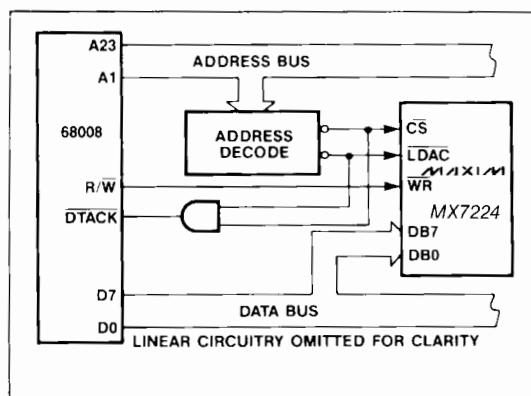 A23
ADDRESS BUS
A1
68008
ADDRESS
DECODE
CS
LDAC
MAXIM
R/W
WR
DTACK
MX7224
DB7
DB0
D7
DATA BUS
D0
LINEAR CIRCUITRY OMITTED FOR CLARITY